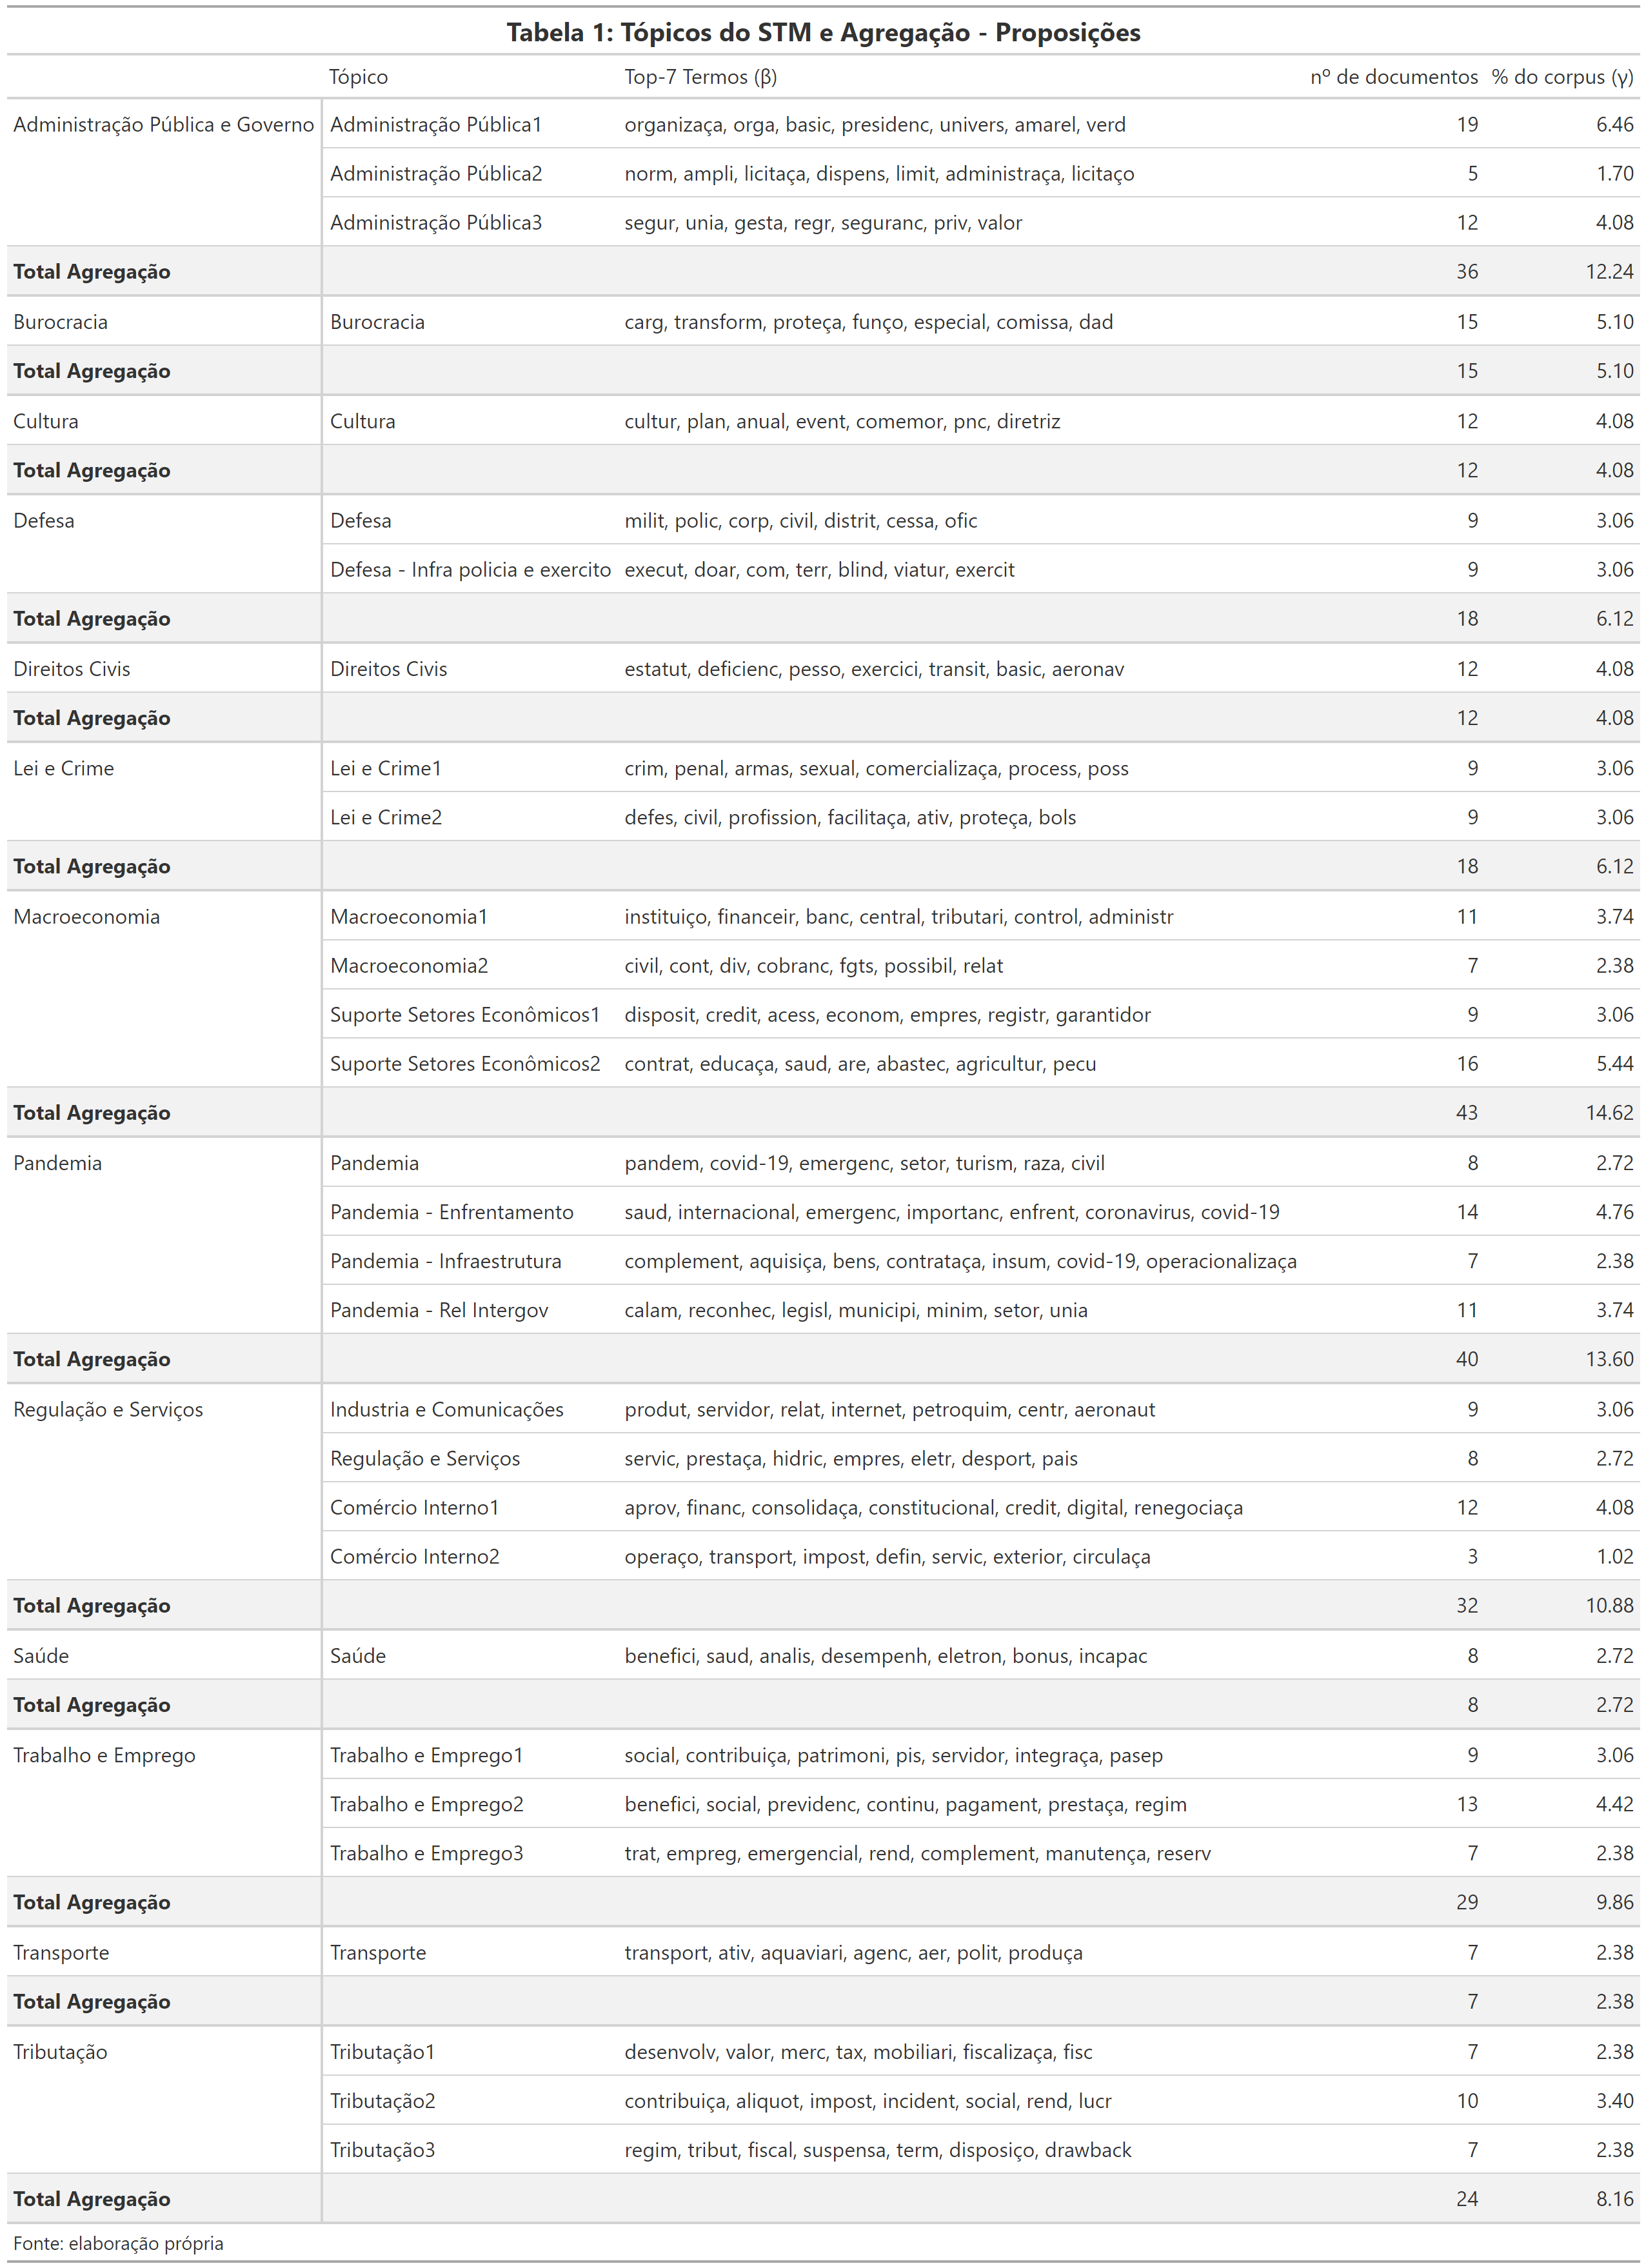 Tabela 1: Tópicos do STM e Agregação - Proposições
Tópico Top-7 Termos (β) nº de documentos % do corpus (γ)
Administração Pública e Governo Administração Pública1 organizaça, orga, basic, presidenc, univers, amarel, verd 19 6.46
Administração Pública2 norm, ampli, licitaça, dispens, limit, administraça, licitaço 5 1.70
Administração Pública3 segur, unia, gesta, regr, seguranc, priv, valor 12 4.08
Total Agregação 36 12.24
Burocracia Burocracia carg, transform, proteça, funço, especial, comissa, dad 15 5.10
Total Agregação 15 5.10
Cultura Cultura cultur, plan, anual, event, comemor, pnc, diretriz 12 4.08
Total Agregação 12 4.08
Defesa Defesa milit, polic, corp, civil, distrit, cessa, ofic 9 3.06
Defesa - Infra policia e exercito execut, doar, com, terr, blind, viatur, exercit 9 3.06
Total Agregação 18 6.12
Direitos Civis Direitos Civis estatut, deficienc, pesso, exercici, transit, basic, aeronav 12 4.08
Total Agregação 12 4.08
Lei e Crime Lei e Crime1 crim, penal, armas, sexual, comercializaça, process, poss 9 3.06
Lei e Crime2 defes, civil, profission, facilitaça, ativ, proteça, bols 9 3.06
Total Agregação 18 6.12
Macroeconomia Macroeconomia1 instituiço, financeir, banc, central, tributari, control, administr 11 3.74
Macroeconomia2 civil, cont, div, cobranc, fgts, possibil, relat 7 2.38
Suporte Setores Econômicos1 disposit, credit, acess, econom, empres, registr, garantidor 9 3.06
Suporte Setores Econômicos2 contrat, educaça, saud, are, abastec, agricultur, pecu 16 5.44
Total Agregação 43 14.62
Pandemia Pandemia pandem, covid-19, emergenc, setor, turism, raza, civil 8 2.72
Pandemia - Enfrentamento saud, internacional, emergenc, importanc, enfrent, coronavirus, covid-19 14 4.76
Pandemia - Infraestrutura complement, aquisiça, bens, contrataça, insum, covid-19, operacionalizaça 7 2.38
Pandemia - Rel Intergov calam, reconhec, legisl, municipi, minim, setor, unia 11 3.74
Total Agregação 40 13.60
Regulação e Serviços Industria e Comunicações produt, servidor, relat, internet, petroquim, centr, aeronaut 9 3.06
Regulação e Serviços servic, prestaça, hidric, empres, eletr, desport, pais 8 2.72
Comércio Interno1 aprov, financ, consolidaça, constitucional, credit, digital, renegociaça 12 4.08
Comércio Interno2 operaço, transport, impost, defin, servic, exterior, circulaça 3 1.02
Total Agregação 32 10.88
Saúde Saúde benefici, saud, analis, desempenh, eletron, bonus, incapac 8 2.72
Total Agregação 8 2.72
Trabalho e Emprego Trabalho e Emprego1 social, contribuiça, patrimoni, pis, servidor, integraça, pasep 9 3.06
Trabalho e Emprego2 benefici, social, previdenc, continu, pagament, prestaça, regim 13 4.42
Trabalho e Emprego3 trat, empreg, emergencial, rend, complement, manutença, reserv 7 2.38
Total Agregação 29 9.86
Transporte Transporte transport, ativ, aquaviari, agenc, aer, polit, produça 7 2.38
Total Agregação 7 2.38
Tributação Tributação1 desenvolv, valor, merc, tax, mobiliari, fiscalizaça, fisc 7 2.38
Tributação2 contribuiça, aliquot, impost, incident, social, rend, lucr 10 3.40
Tributação3 regim, tribut, fiscal, suspensa, term, disposiço, drawback 7 2.38
Total Agregação 24 8.16
Fonte: elaboração própria